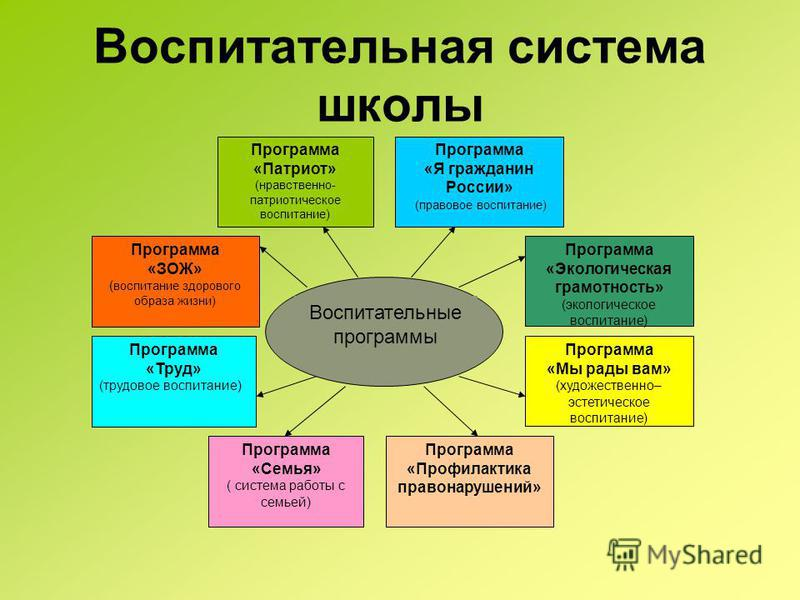 Воспитательная система
школы
Программа
«Патриот»
(нравственно-
патриотическое
воспитание)
Программа
«Я гражданин
России»
(правовое воспитание)
Программа
«ЗОЖ»
(воспитание здорового
образа жизни)
Программа
«Экологическая
грамотность»
(экологическое
воспитание)
Воспитательные
программы
Программа
«Труд»
(трудовое воспитание)
Программа
«Мы рады вам»
(художественно–
эстетическое
воспитание)
Программа
«Семья»
( система работы с
семьей)
Программа
«Профилактика
правонарушений»
MyShared